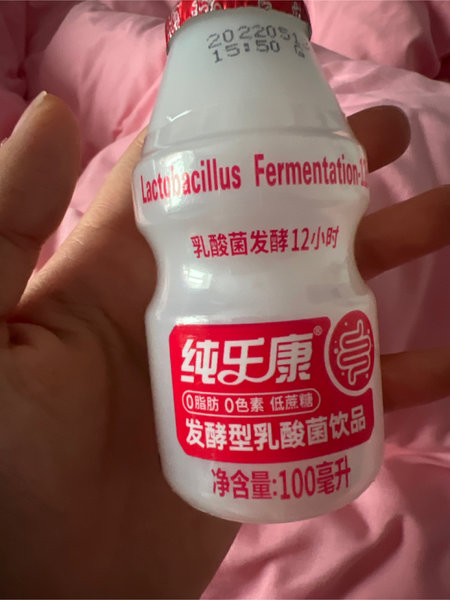 2022051
15:50 G
Lactobacillus Fermentation-12
乳酸菌发酵12小时
纯乐康®
0脂肪 0色素 低蔗糖
发酵型乳酸菌饮品
净含量:100毫升